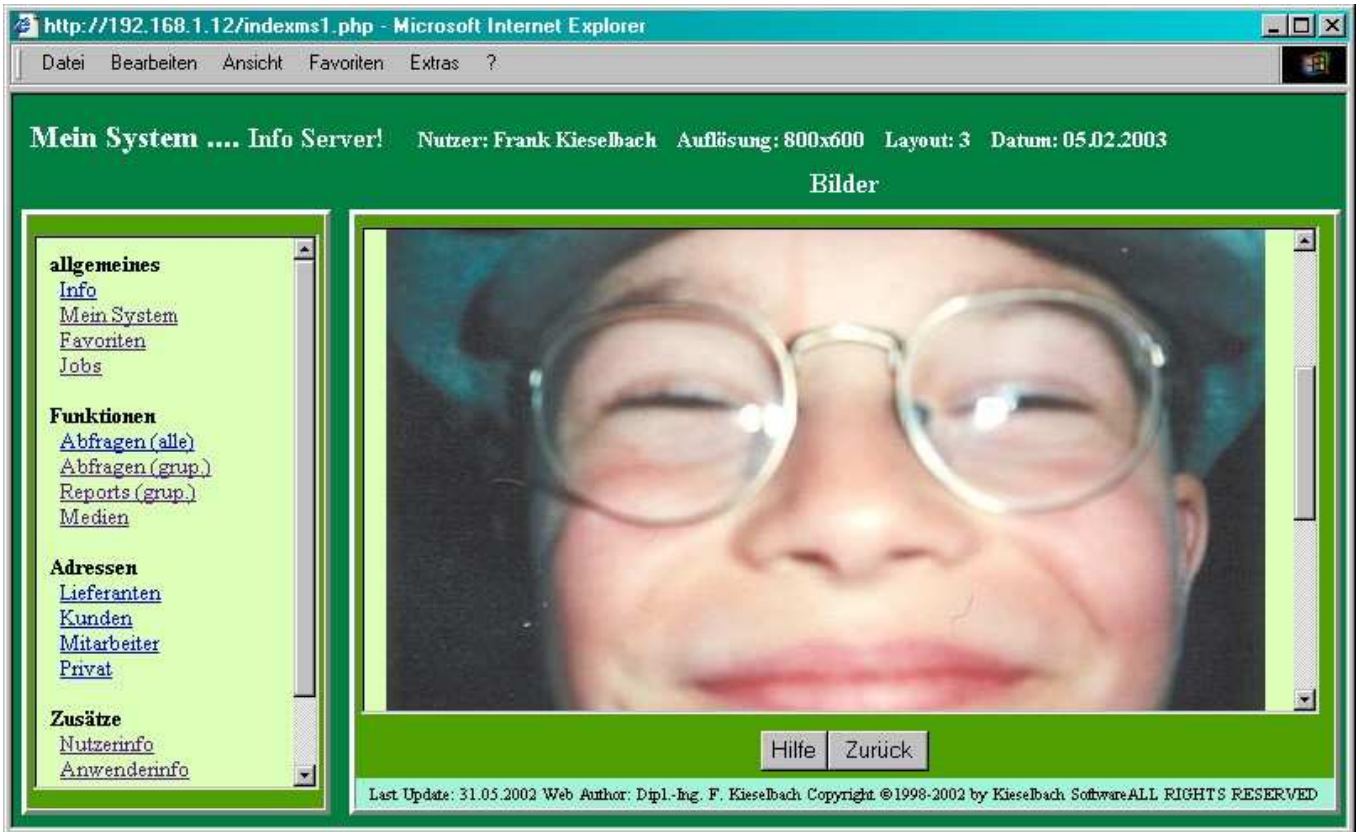 http://192.168.1.12/indexms1.php - Microsoft Internet Explorer
Datei Bearbeiten Ansicht Favoriten Extras ?
Mein System .... Info Server! Nutzer: Frank Kieselbach Auflösung: 800x600 Layout: 3 Datum: 05.02.2003
Bilder
allgemeines
Info
Mein System
Favoriten
Jobs
Funktionen
Abfragen (alle)
Abfragen (grup.)
Reports (grup.)
Medien
Adressen
Lieferanten
Kunden
Mitarbeiter
Privat
Zusätze
Nutzerinfo
Anwenderinfo
Hilfe Zurück
Last Update: 31.05.2002 Web Author: Dipl.-Ing. F. Kieselbach Copyright ©1998-2002 by Kieselbach SoftwareALL RIGHTS RESERVED